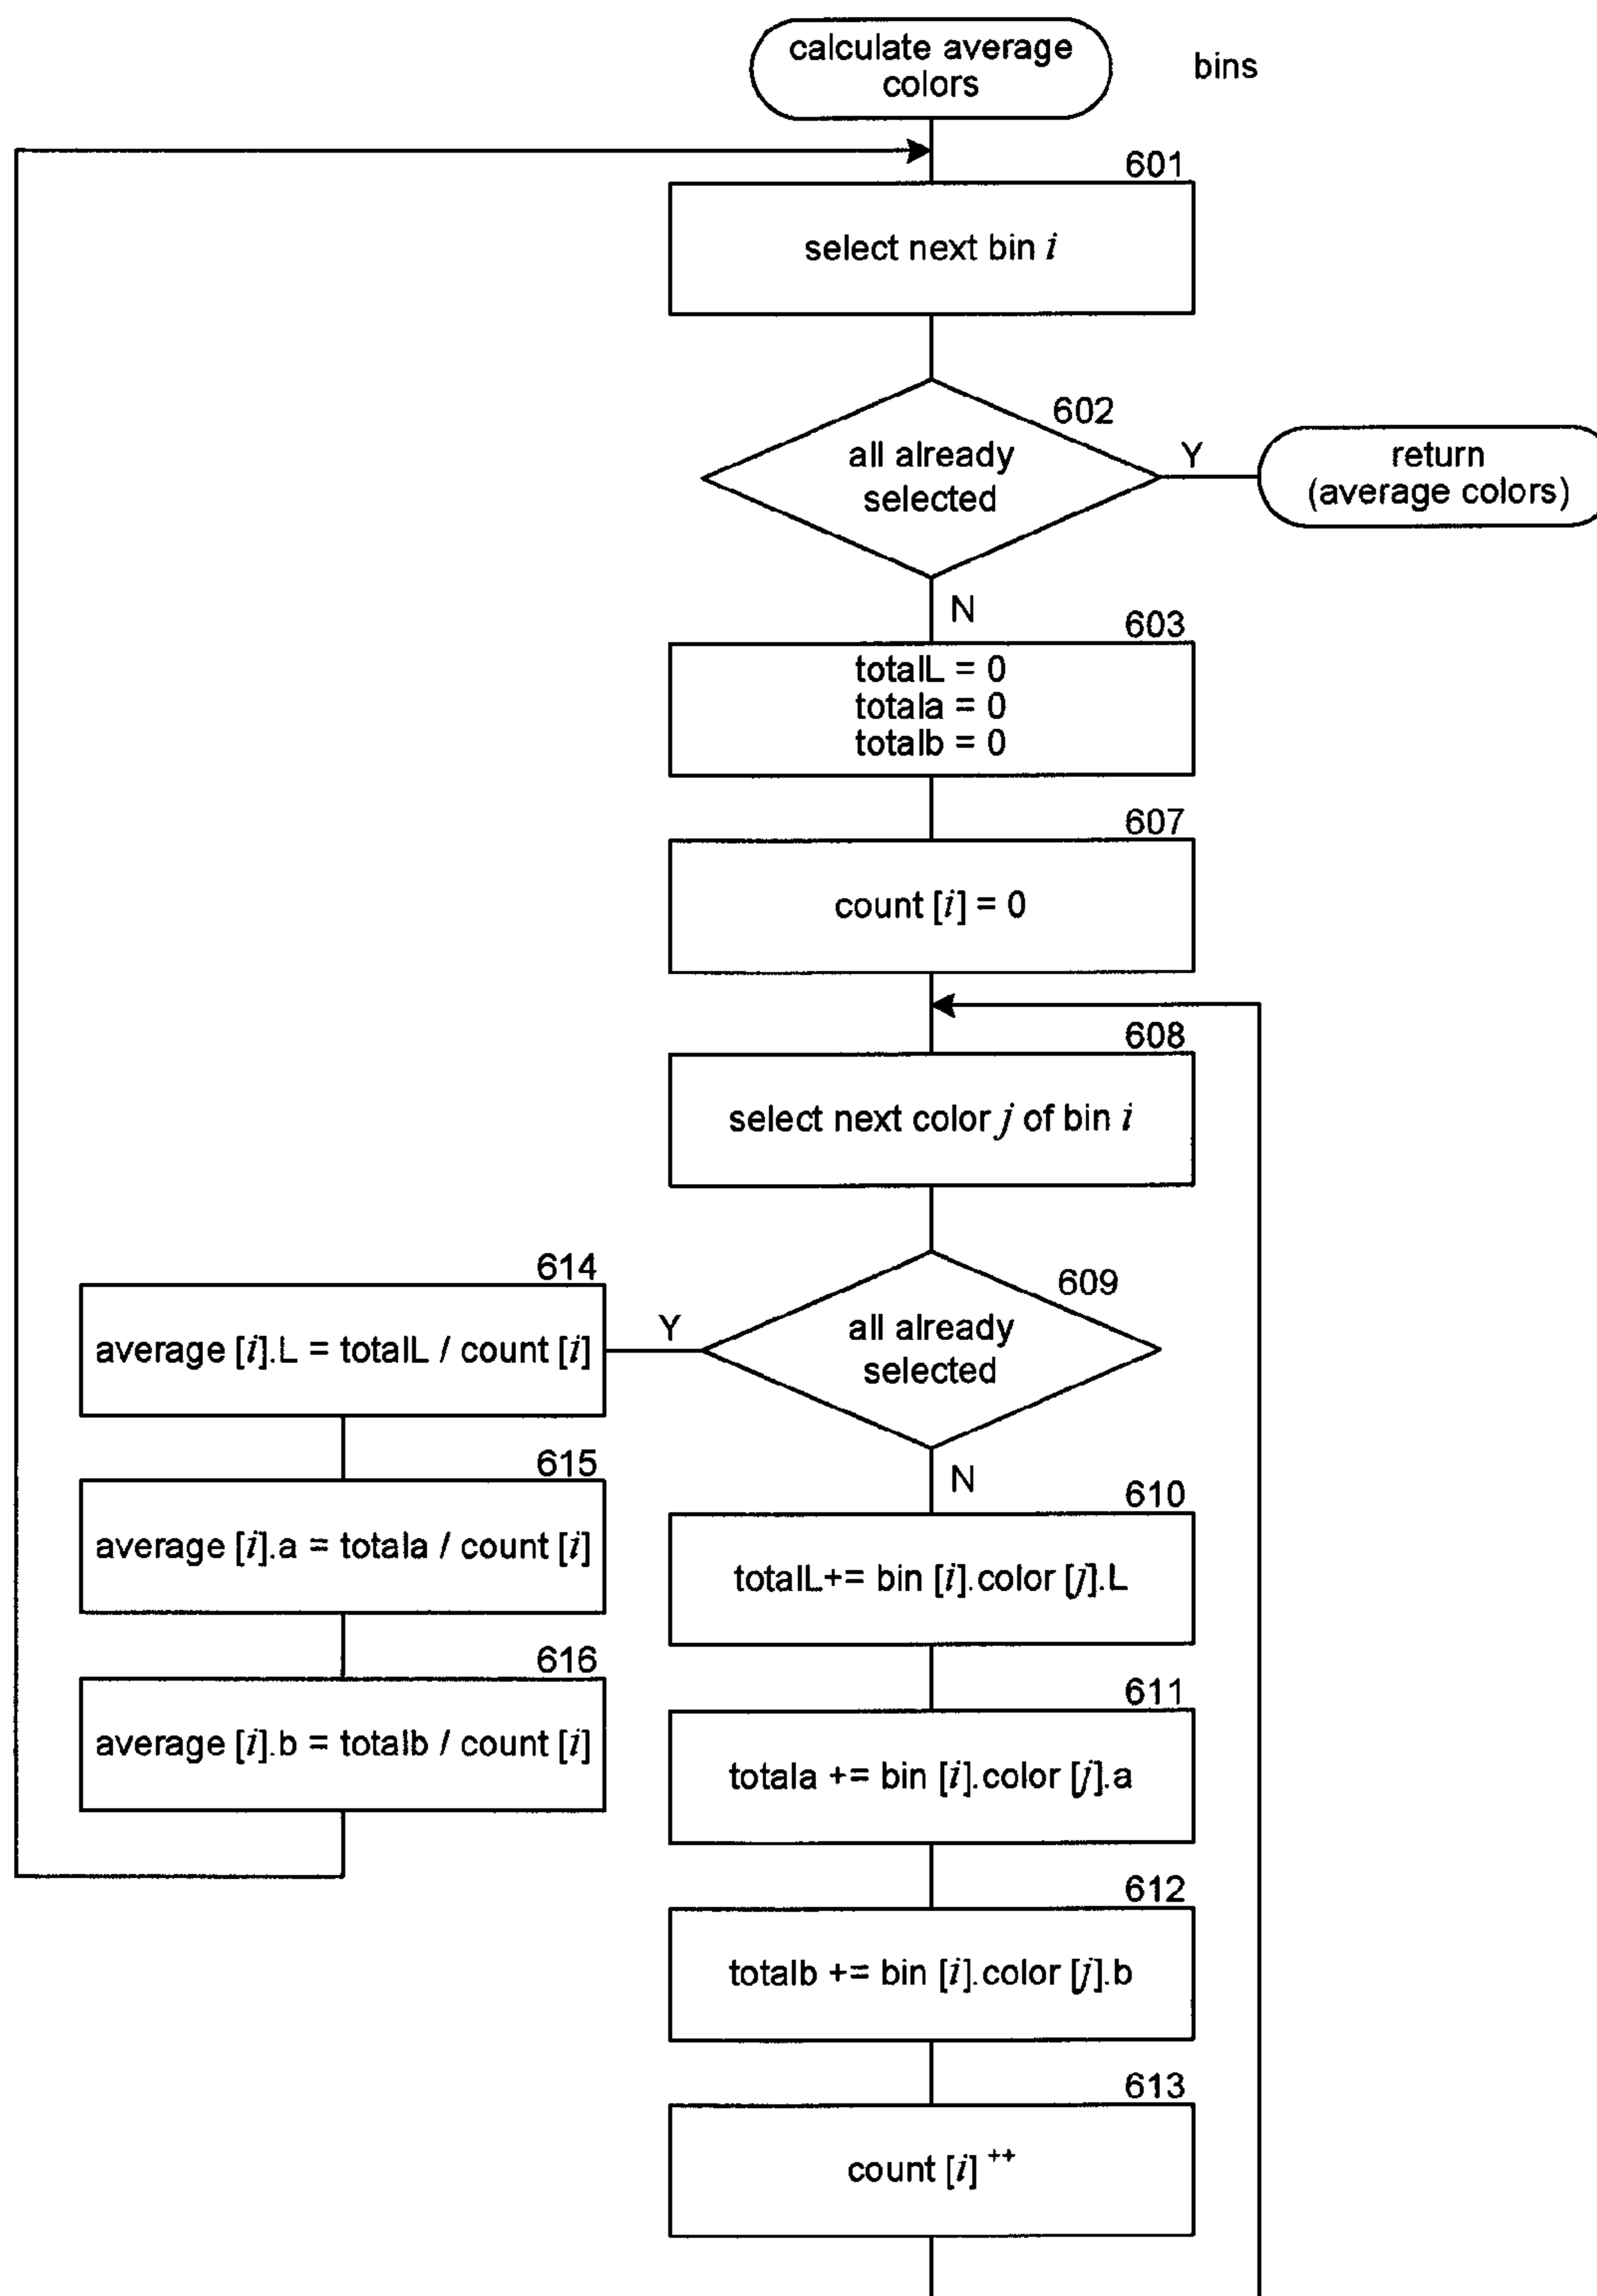 calculate average
colors
bins
601
select next bin i
602
all already
selected
Y
return
(average colors)
N
603
totalL = 0
totala = 0
totalb = 0
607
count [i] = 0
608
select next color j of bin i
609
all already
selected
Y
N
614
average [i].L = totalL / count [i]
615
average [i].a = totala / count [i]
616
average [i].b = totalb / count [i]
610
totalL+= bin [i].color [j].L
611
totala += bin [i].color [j].a
612
totalb += bin [i].color [j].b
613
count [i] ++